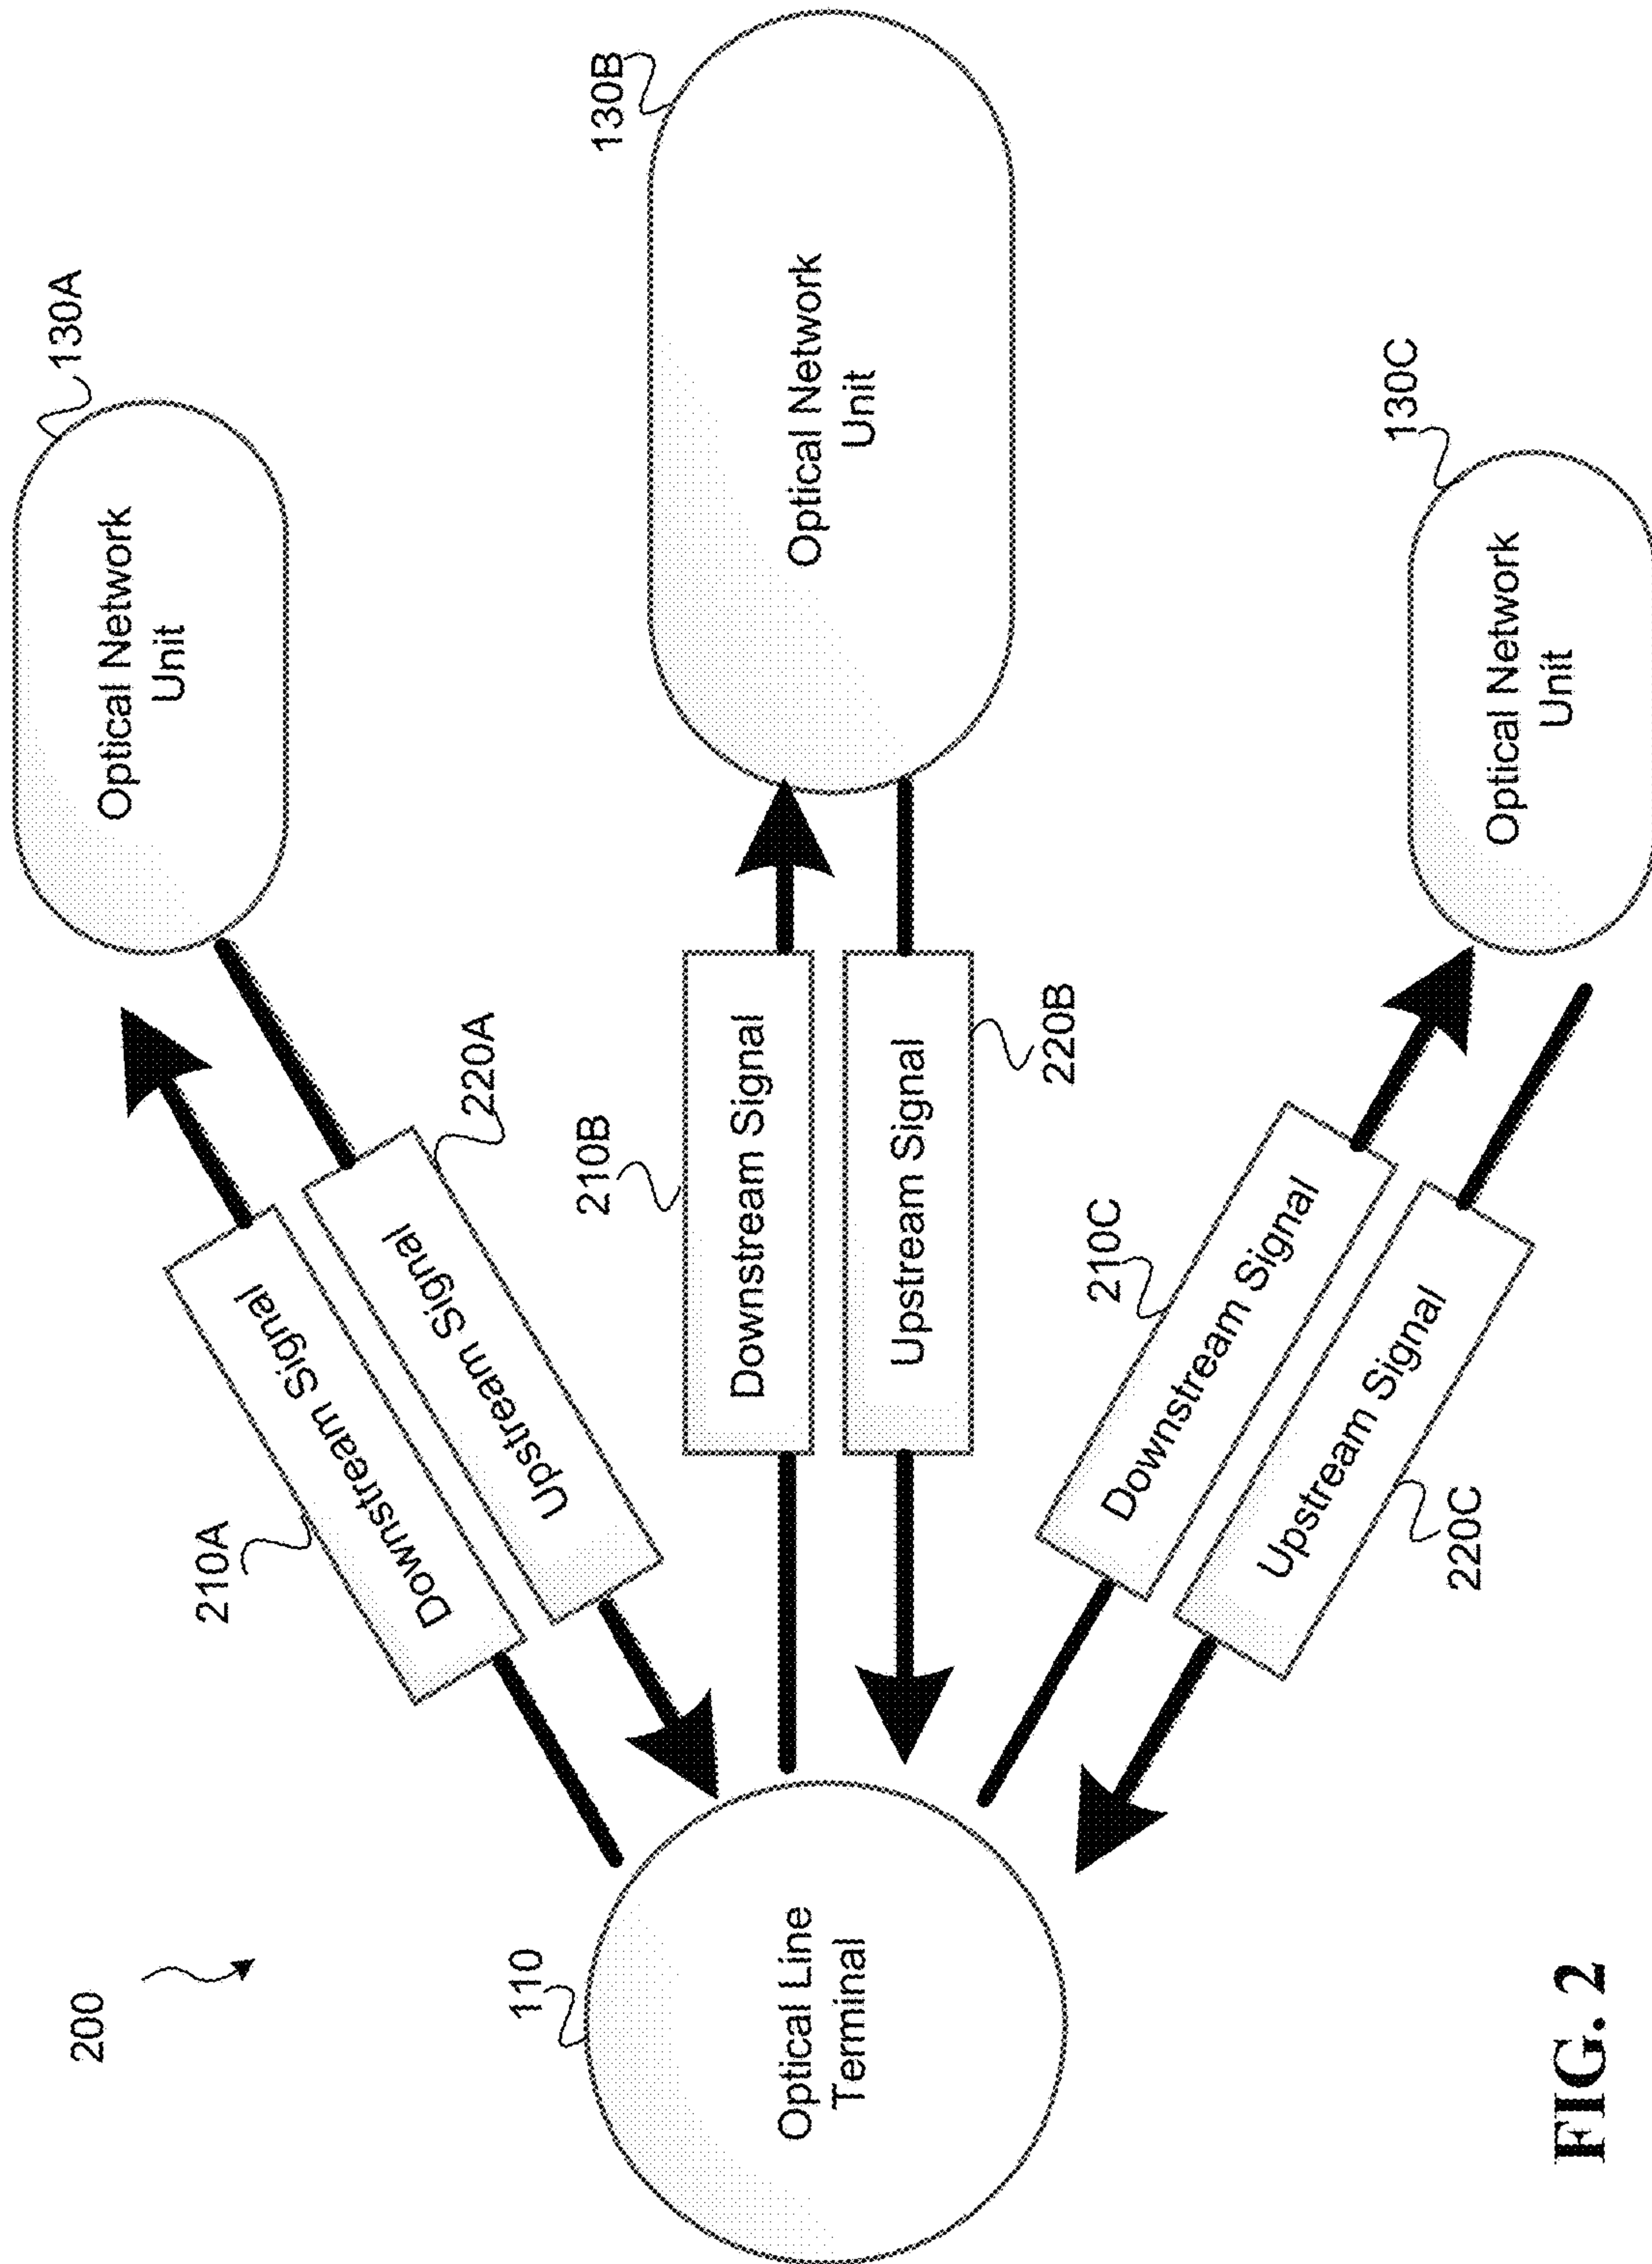 200
130A
Optical Network
Unit
210A
Downstream Signal
Upstream Signal
220A
110
Optical Line
Terminal
210B
Downstream Signal
Upstream Signal
220B
130B
Optical Network
Unit
210C
Downstream Signal
Upstream Signal
220C
130C
Optical Network
Unit
FIG. 2